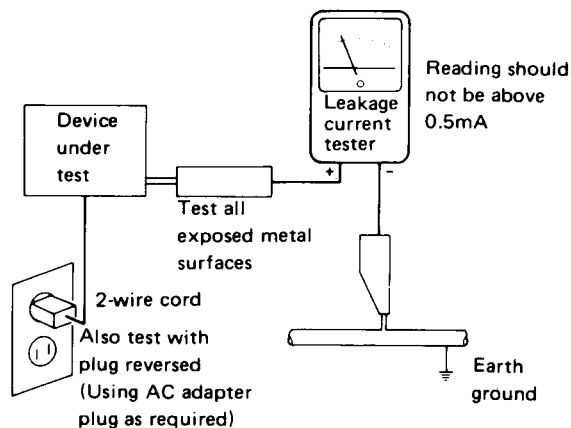 Device
under
test
Leakage
current
tester
+ -
Reading should
not be above
0.5mA
Test all
exposed metal
surfaces
2-wire cord
Also test with
plug reversed
(Using AC adapter
plug as required)
Earth
ground